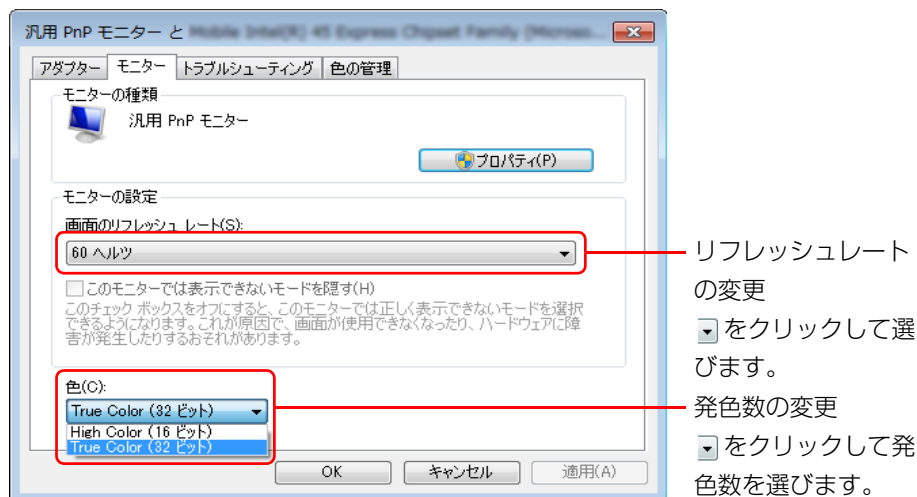 汎用 PnP モニター と
アダプター モニター トラブルシューティング 色の管理
モニターの種類
汎用 PnP モニター
プロパティ(P)
モニターの設定
画面のリフレッシュ レート(S):
60 ヘルツ
このモニターでは表示できないモードを隠す(H)
このチェック ボックスをオフにすると、このモニターでは正しく表示できないモードを選択
できるようになります。これが原因で、画面が使用できなくなったり、ハードウェアに障
害が発生したりするおそれがあります。
色(C):
True Color (32 ビット)
High Color (16 ビット)
True Color (32 ビット)
OK キャンセル 適用(A)
リフレッシュレート
の変更
をクリックして選
びます。
発色数の変更
をクリックして発
色数を選びます。